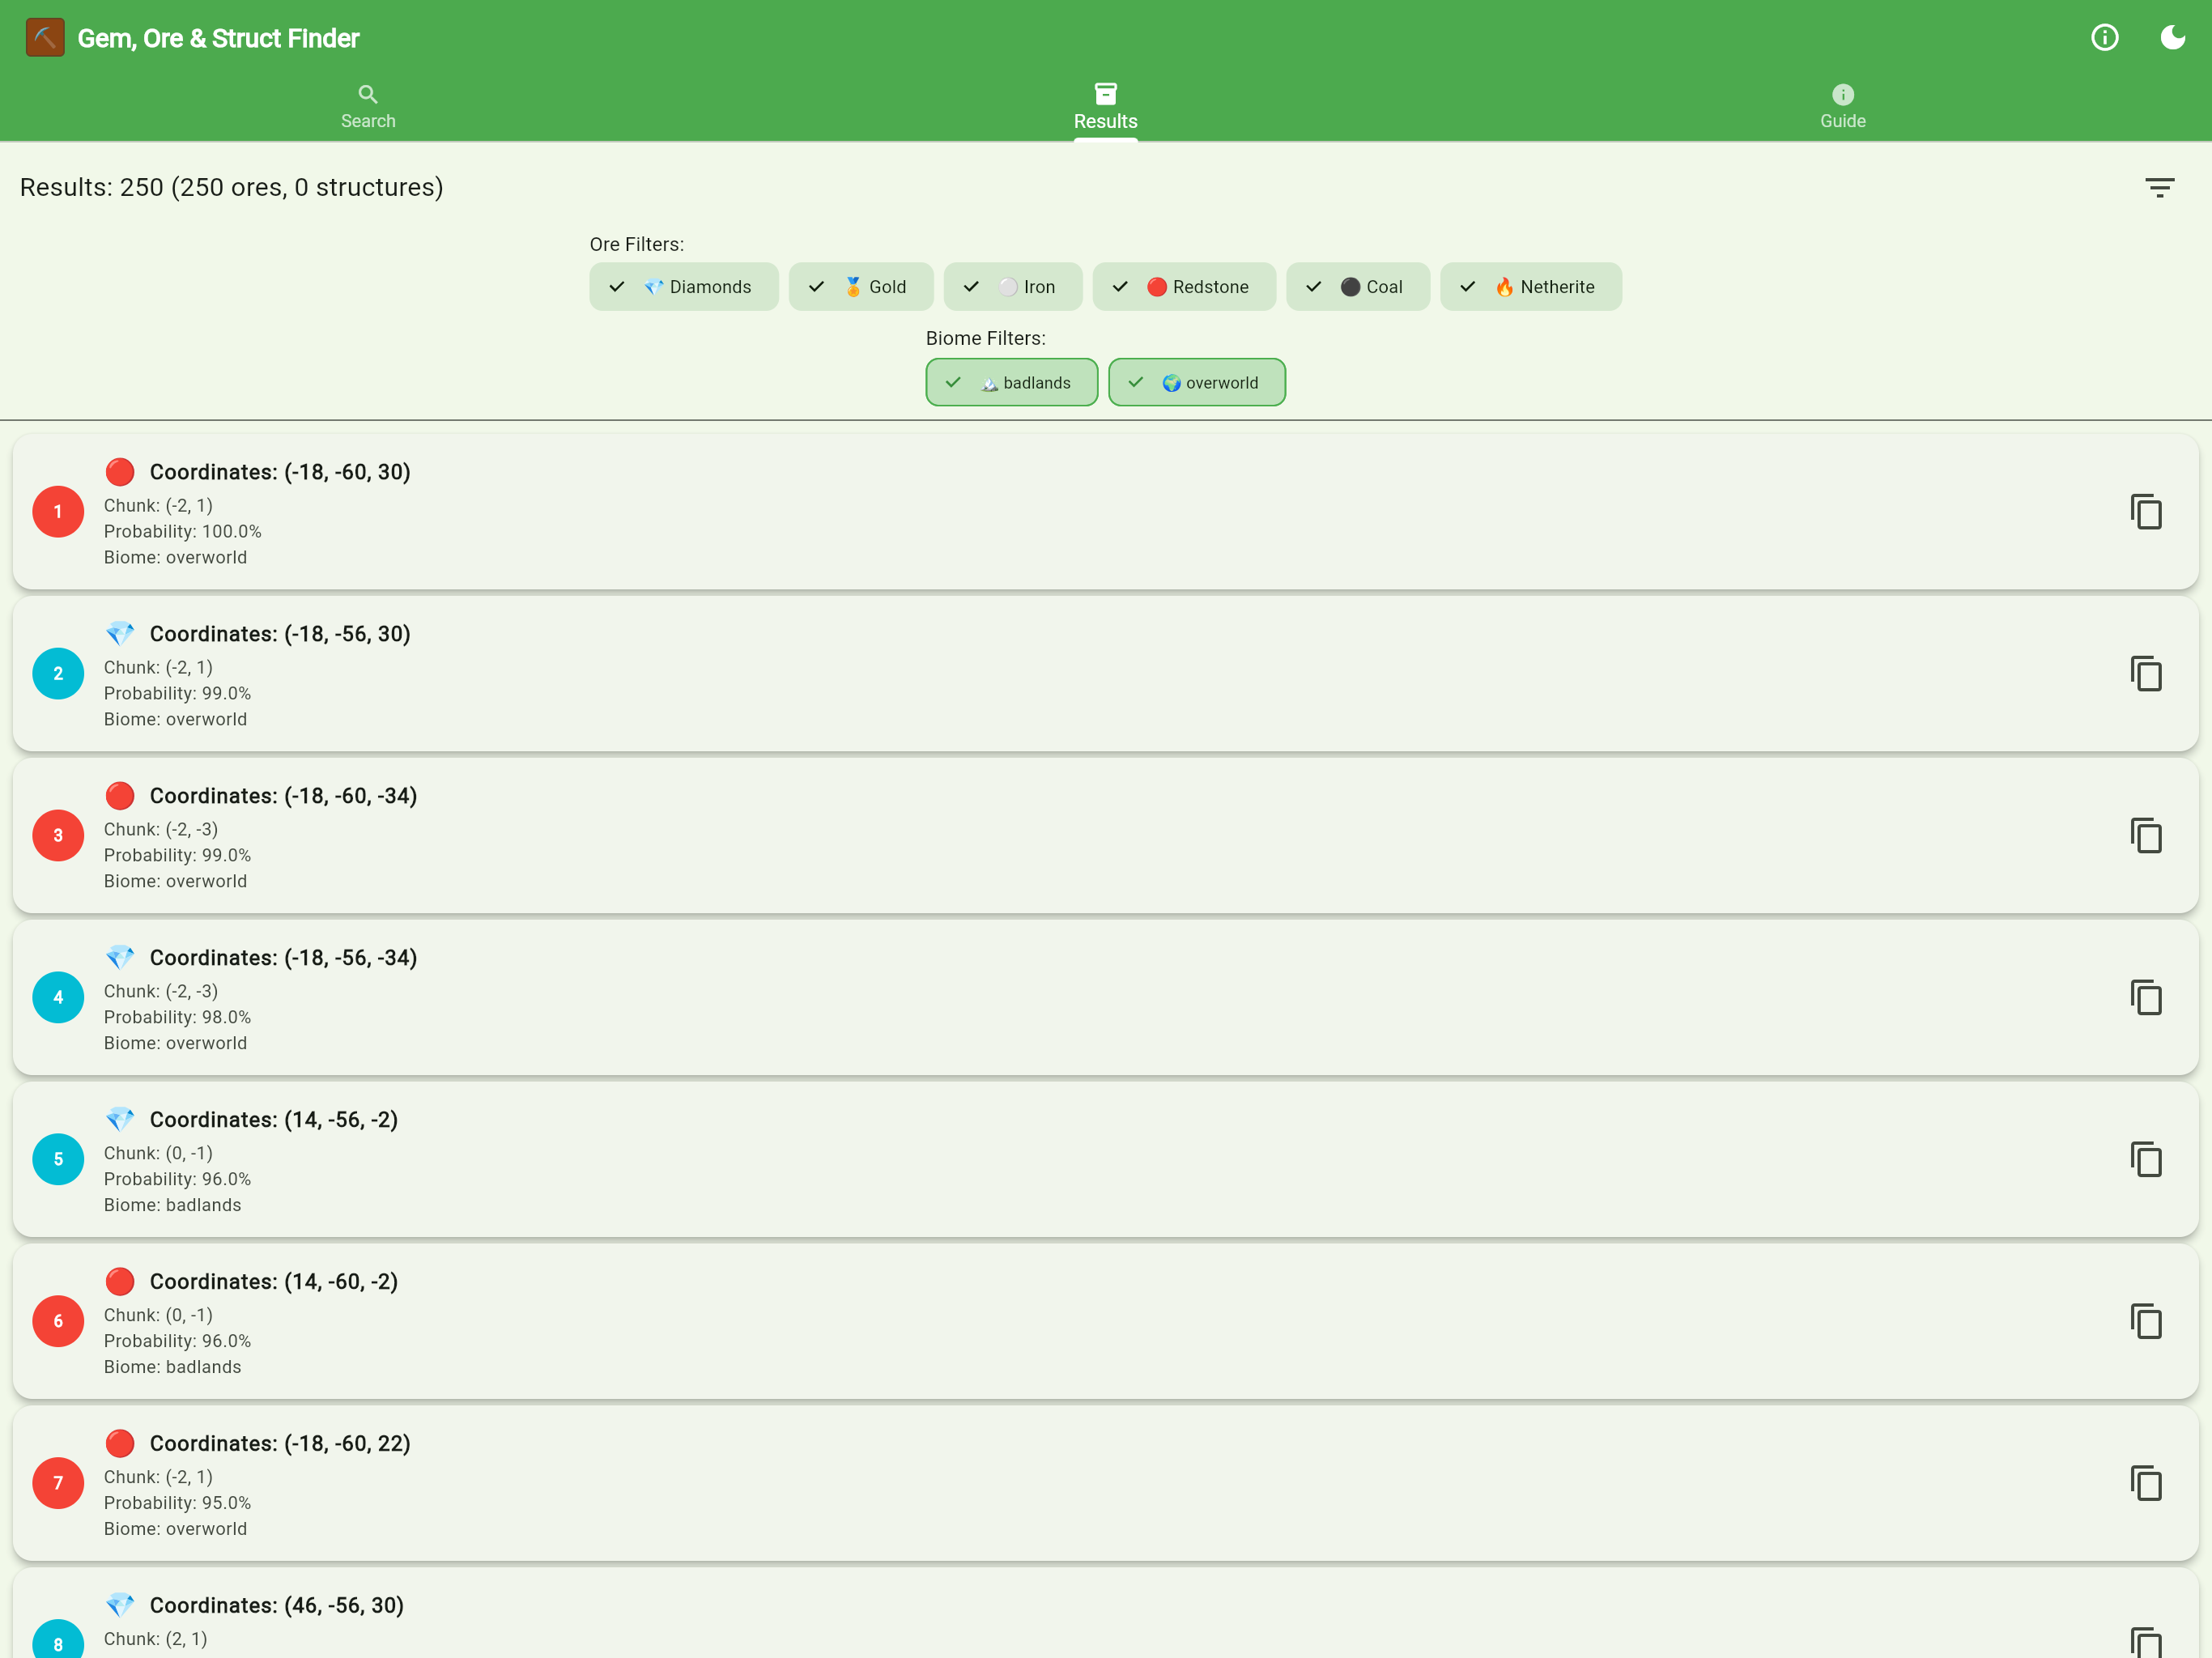 Gem, Ore & Struct Finder
Search
Results
Guide
Results: 250 (250 ores, 0 structures)
Ore Filters:
Diamonds
Gold
Iron
Redstone
Coal
Netherite
Biome Filters:
badlands
overworld
1
Coordinates: (-18, -60, 30)
Chunk: (-2, 1)
Probability: 100.0%
Biome: overworld
2
Coordinates: (-18, -56, 30)
Chunk: (-2, 1)
Probability: 99.0%
Biome: overworld
3
Coordinates: (-18, -60, -34)
Chunk: (-2, -3)
Probability: 99.0%
Biome: overworld
4
Coordinates: (-18, -56, -34)
Chunk: (-2, -3)
Probability: 98.0%
Biome: overworld
5
Coordinates: (14, -56, -2)
Chunk: (0, -1)
Probability: 96.0%
Biome: badlands
6
Coordinates: (14, -60, -2)
Chunk: (0, -1)
Probability: 96.0%
Biome: badlands
7
Coordinates: (-18, -60, 22)
Chunk: (-2, 1)
Probability: 95.0%
Biome: overworld
8
Coordinates: (46, -56, 30)
Chunk: (2, 1)